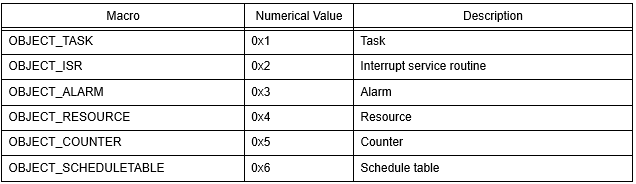 Macro Numerical Value Description
OBJECT_TASK 0x1 Task
OBJECT_ISR 0x2 Interrupt service routine
OBJECT_ALARM 0x3 Alarm
OBJECT_RESOURCE 0x4 Resource
OBJECT_COUNTER 0x5 Counter
OBJECT_SCHEDULETABLE 0x6 Schedule table